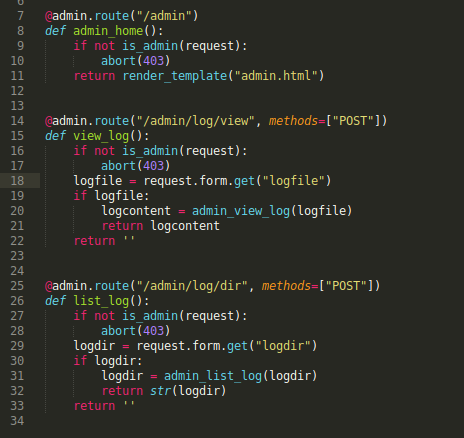 6
7 @admin.route("/admin")
8 def admin_home():
9     if not is_admin(request):
10         abort(403)
11     return render_template("admin.html")
12
13
14 @admin.route("/admin/log/view", methods=["POST"])
15 def view_log():
16     if not is_admin(request):
17         abort(403)
18     logfile = request.form.get("logfile")
19     if logfile:
20         logcontent = admin_view_log(logfile)
21         return logcontent
22     return ''
23
24
25 @admin.route("/admin/log/dir", methods=["POST"])
26 def list_log():
27     if not is_admin(request):
28         abort(403)
29     logdir = request.form.get("logdir")
30     if logdir:
31         logdir = admin_list_log(logdir)
32         return str(logdir)
33     return ''
34